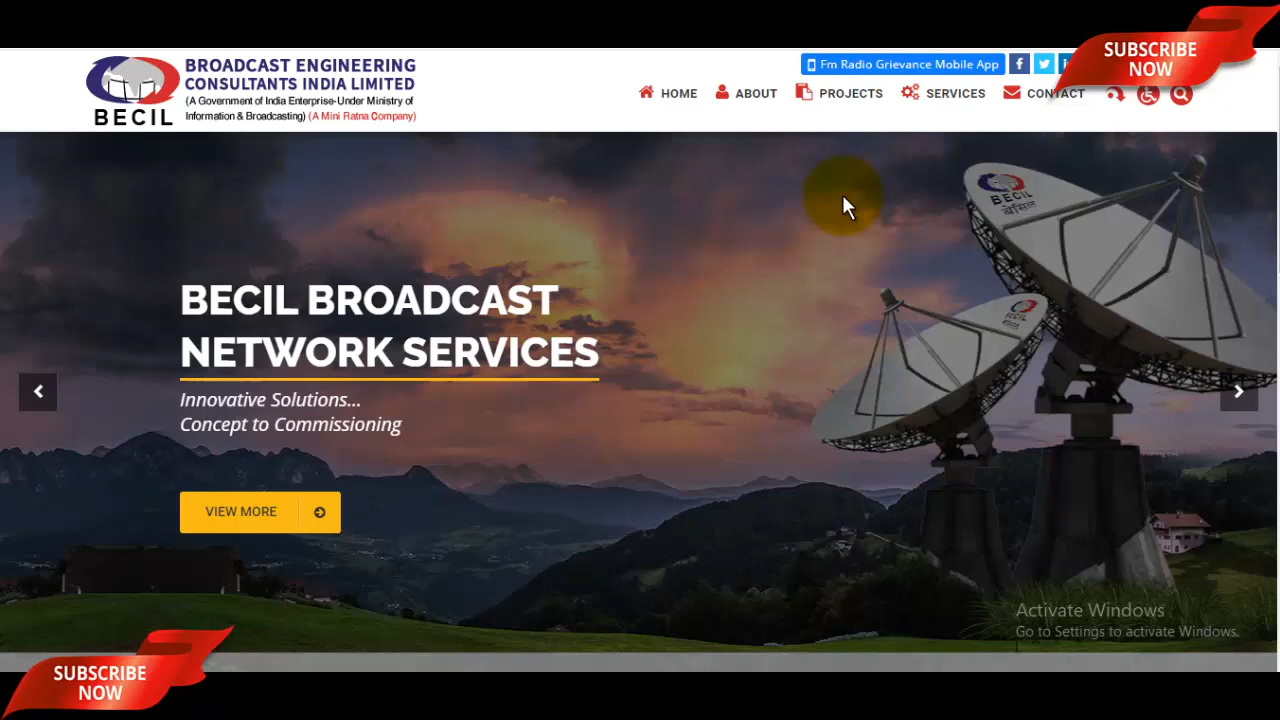 SUBSCRIBE
NOW
BROADCAST ENGINEERING
CONSULTANTS INDIA LIMITED
(A Government of India Enterprise-Under Ministry of
Information & Broadcasting) (A Mini Ratna Company)
BECIL
Fm Radio Grievance Mobile App
HOME ABOUT PROJECTS SERVICES CONTACT
BECIL
बेसिल
BECIL BROADCAST
NETWORK SERVICES
Innovative Solutions...
Concept to Commissioning
VIEW MORE
Activate Windows
Go to Settings to activate Windows.
SUBSCRIBE
NOW